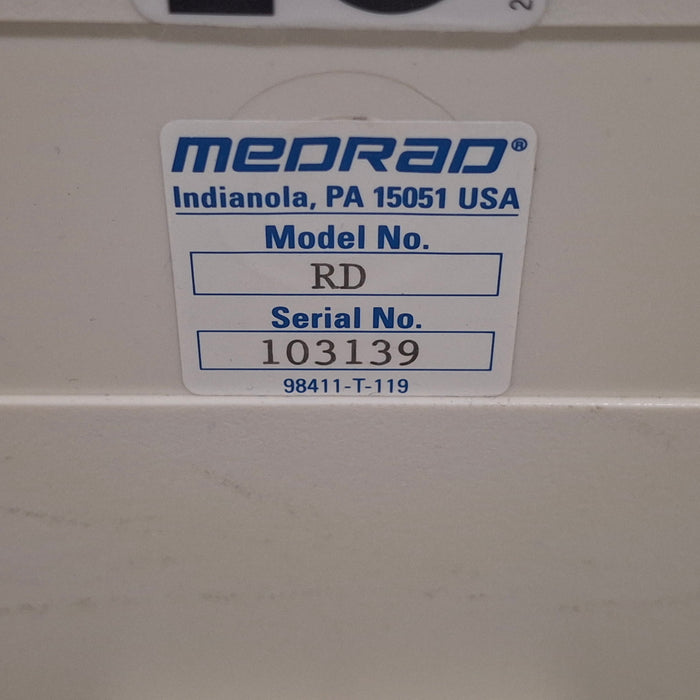 MEDRAD®
Indianola, PA 15051 USA
Model No.
RD
Serial No.
103139
98411-T-119